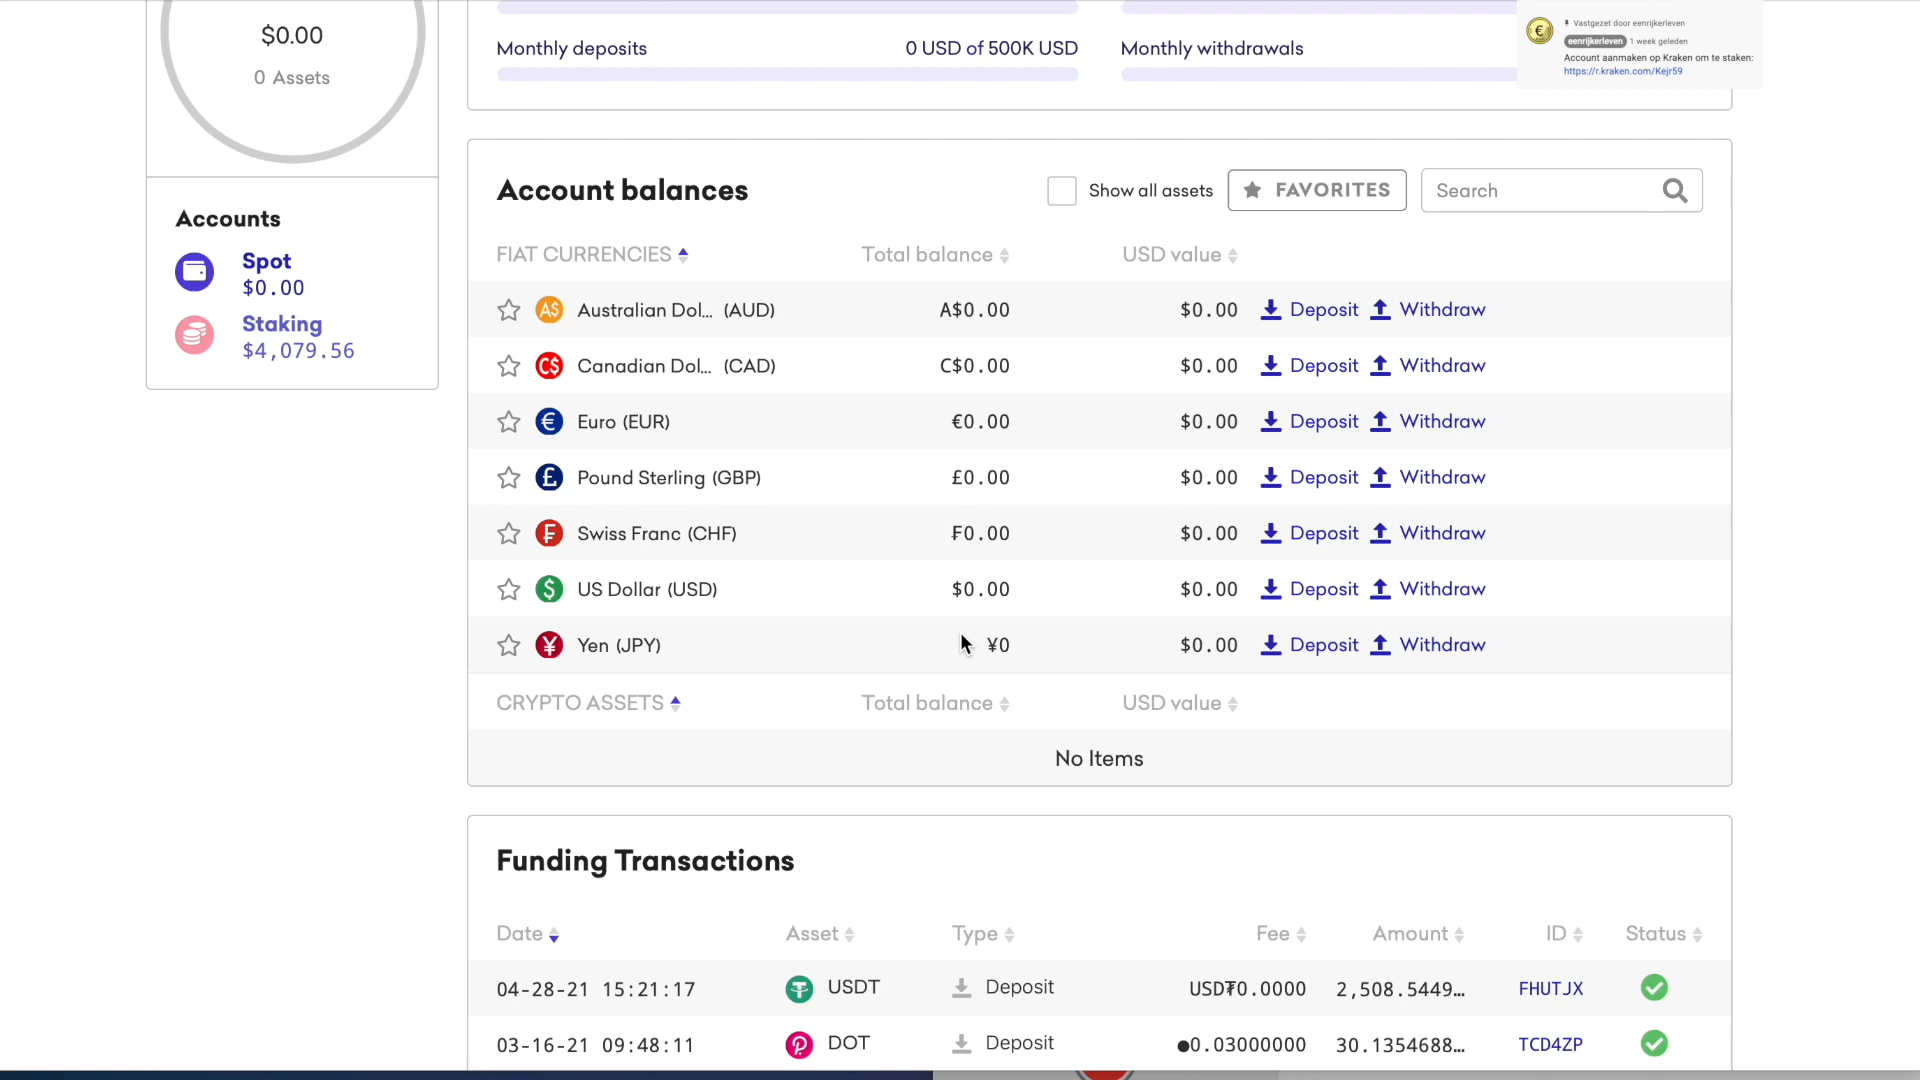 $0.00
0 Assets
Monthly deposits 0 USD of 500K USD Monthly withdrawals
Vastgezet door eenrijkerleven
eenrijkerleven 1 week geleden
Account aanmaken op Kraken om te staken:
https://r.kraken.com/Kejr59
Accounts
Spot
$0.00
Staking
$4,079.56
Account balances Show all assets FAVORITES Search
FIAT CURRENCIES Total balance USD value
A$ Australian Dol... (AUD) A$0.00 $0.00 Deposit Withdraw
C$ Canadian Dol... (CAD) C$0.00 $0.00 Deposit Withdraw
€ Euro (EUR) €0.00 $0.00 Deposit Withdraw
£ Pound Sterling (GBP) £0.00 $0.00 Deposit Withdraw
₣ Swiss Franc (CHF) ₣0.00 $0.00 Deposit Withdraw
$ US Dollar (USD) $0.00 $0.00 Deposit Withdraw
¥ Yen (JPY) ¥0 $0.00 Deposit Withdraw
CRYPTO ASSETS Total balance USD value
No Items
Funding Transactions
Date Asset Type Fee Amount ID Status
04-28-21 15:21:17 USDT Deposit USD₮0.0000 2,508.5449... FHUTJX
03-16-21 09:48:11 DOT Deposit ●0.03000000 30.1354688... TCD4ZP